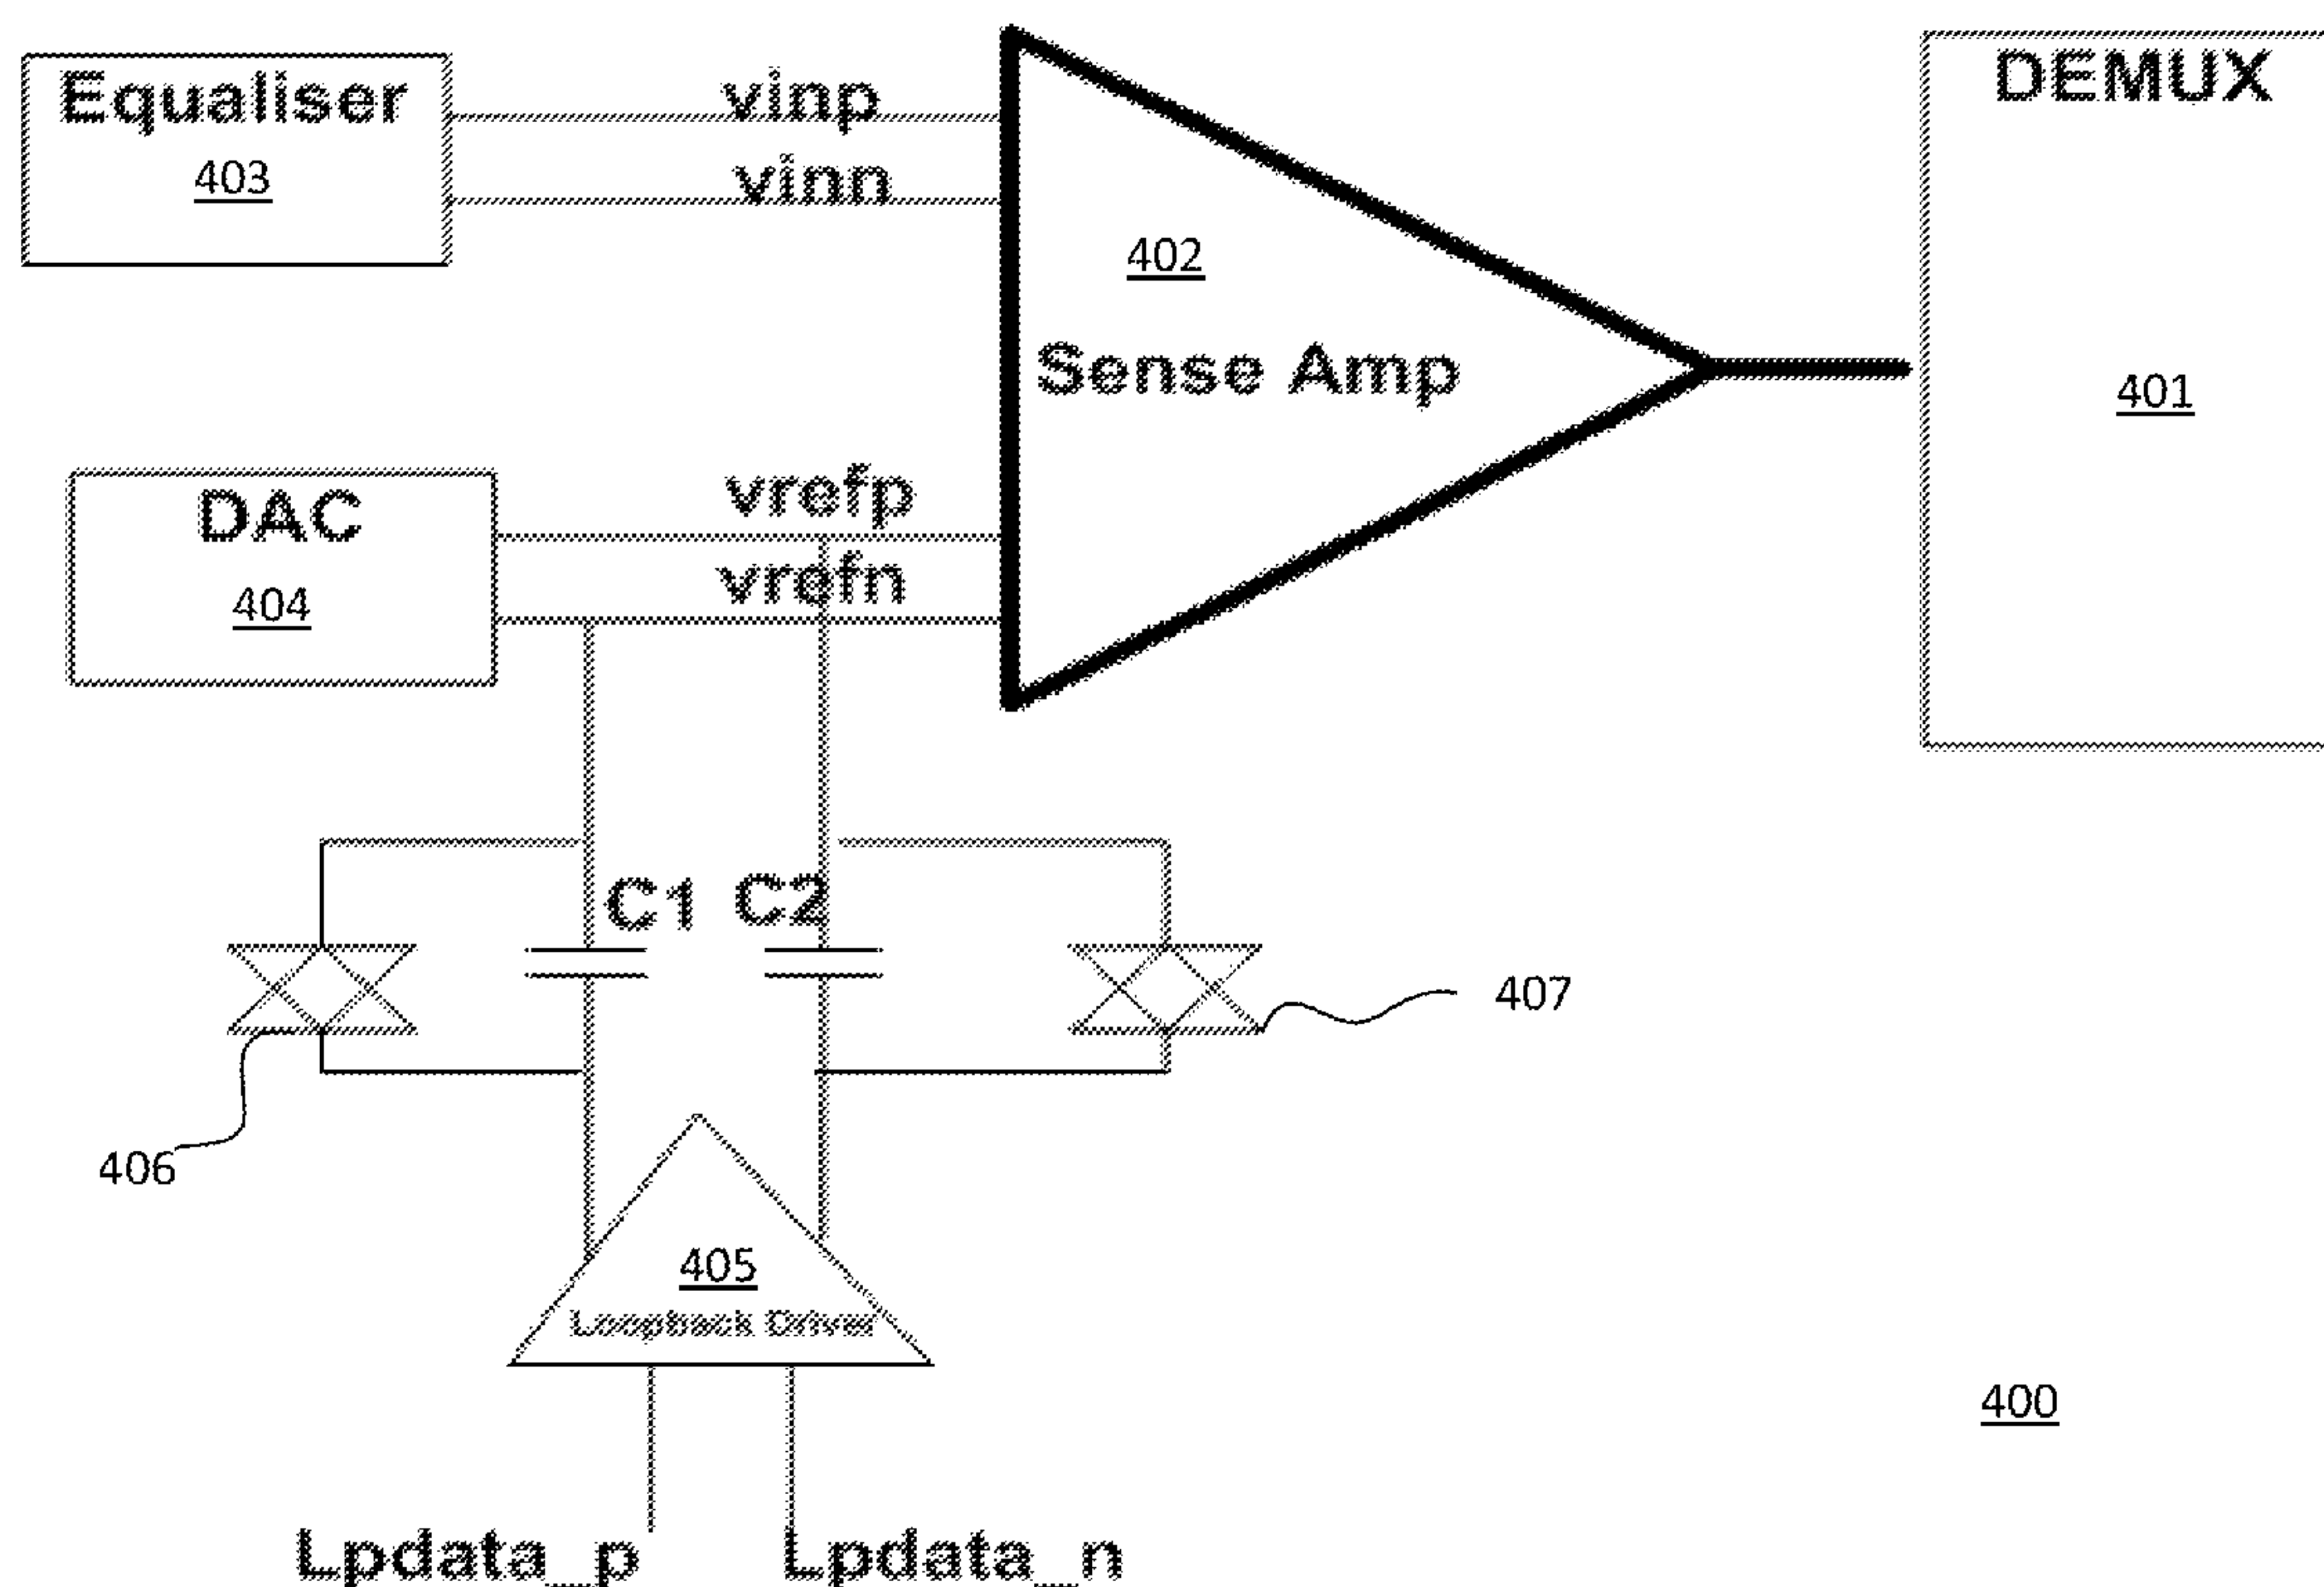 Equaliser
403
vinp
vinn
402
Sense Amp
DEMUX
401
DAC
404
vrefp
vrefn
C1 C2
406
407
405
Loopback Driver
400
Lpdata_p Lpdata_n